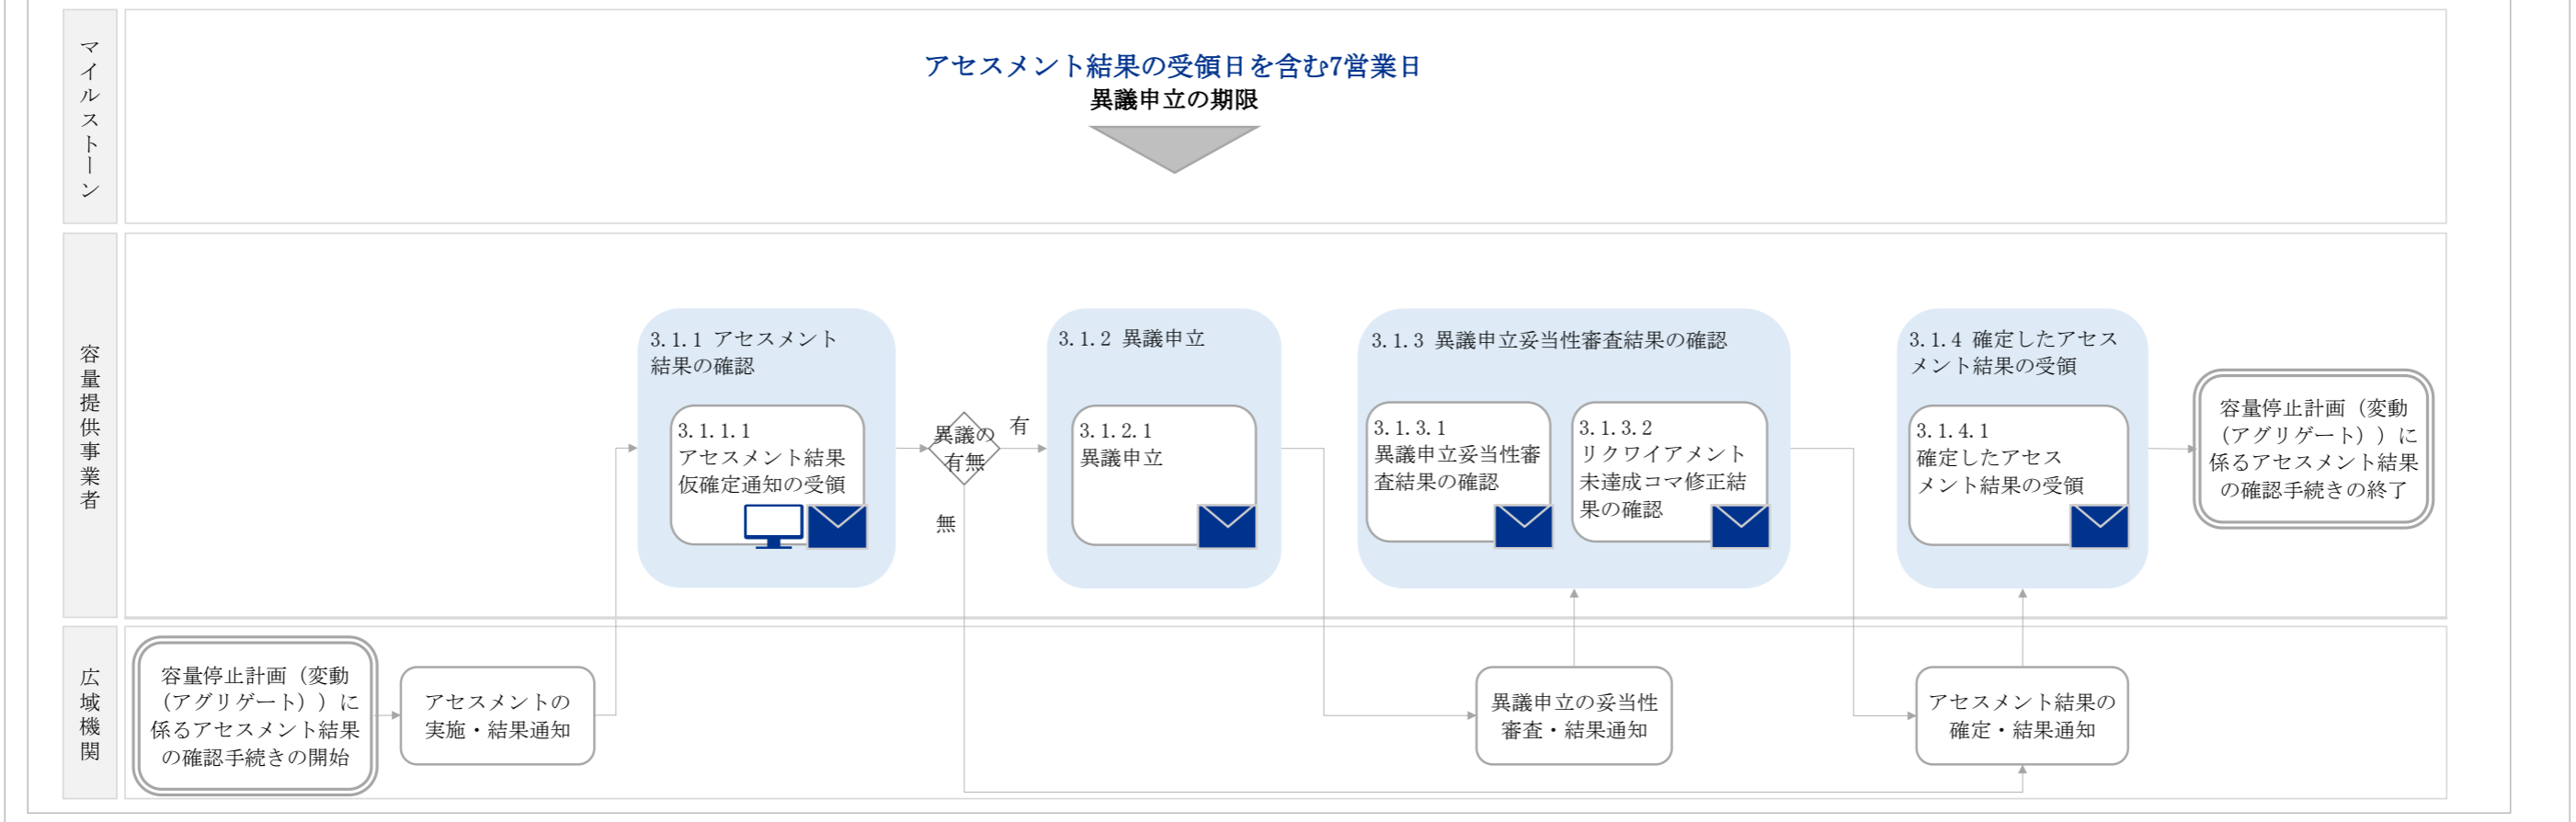 マイルストーン
アセスメント結果の受領日を含む7営業日
異議申立の期限
容量提供事業者
3.1.1 アセスメント
結果の確認
3.1.1.1
アセスメント結果
仮確定通知の受領
異議の
有無
有
無
3.1.2 異議申立
3.1.2.1
異議申立
3.1.3 異議申立妥当性審査結果の確認
3.1.3.1
異議申立妥当性審
査結果の確認
3.1.3.2
リクワイアメント
未達成コマ修正結
果の確認
3.1.4 確定したアセス
メント結果の受領
3.1.4.1
確定したアセス
メント結果の受領
容量停止計画（変動
（アグリゲート））に
係るアセスメント結果
の確認手続きの終了
広域機関
容量停止計画（変動
（アグリゲート））に
係るアセスメント結果
の確認手続きの開始
アセスメントの
実施・結果通知
異議申立の妥当性
審査・結果通知
アセスメント結果の
確定・結果通知